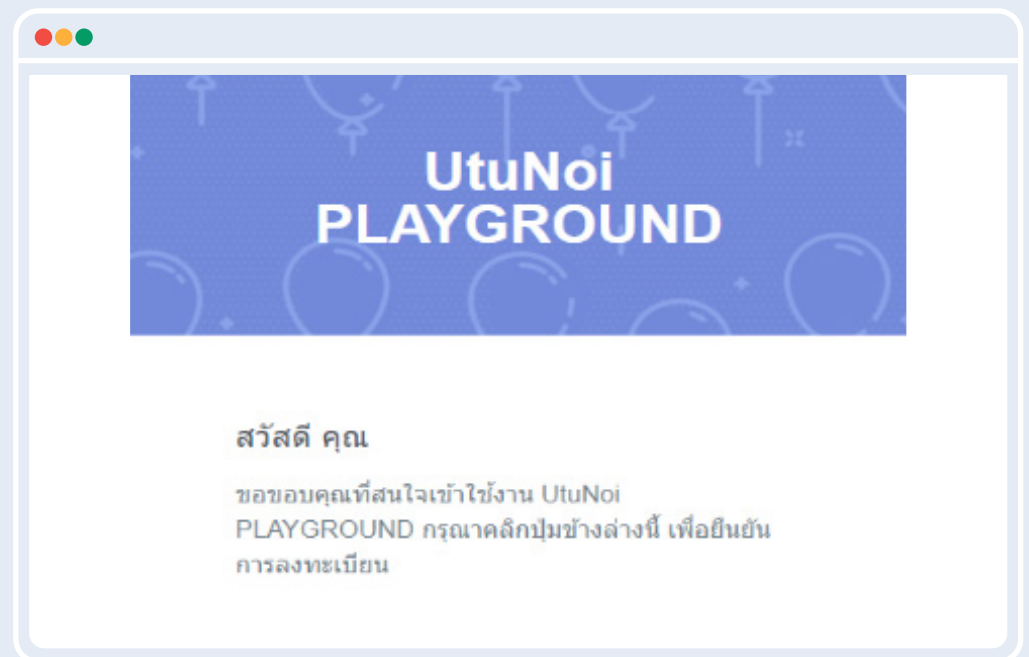 UtuNoi
PLAYGROUND
สวัสดี คุณ
ขอขอบคุณที่สนใจเข้าใช้งาน UtuNoi
PLAYGROUND กรุณาคลิกปุ่มข้างล่างนี้ เพื่อยืนยัน
การลงทะเบียน